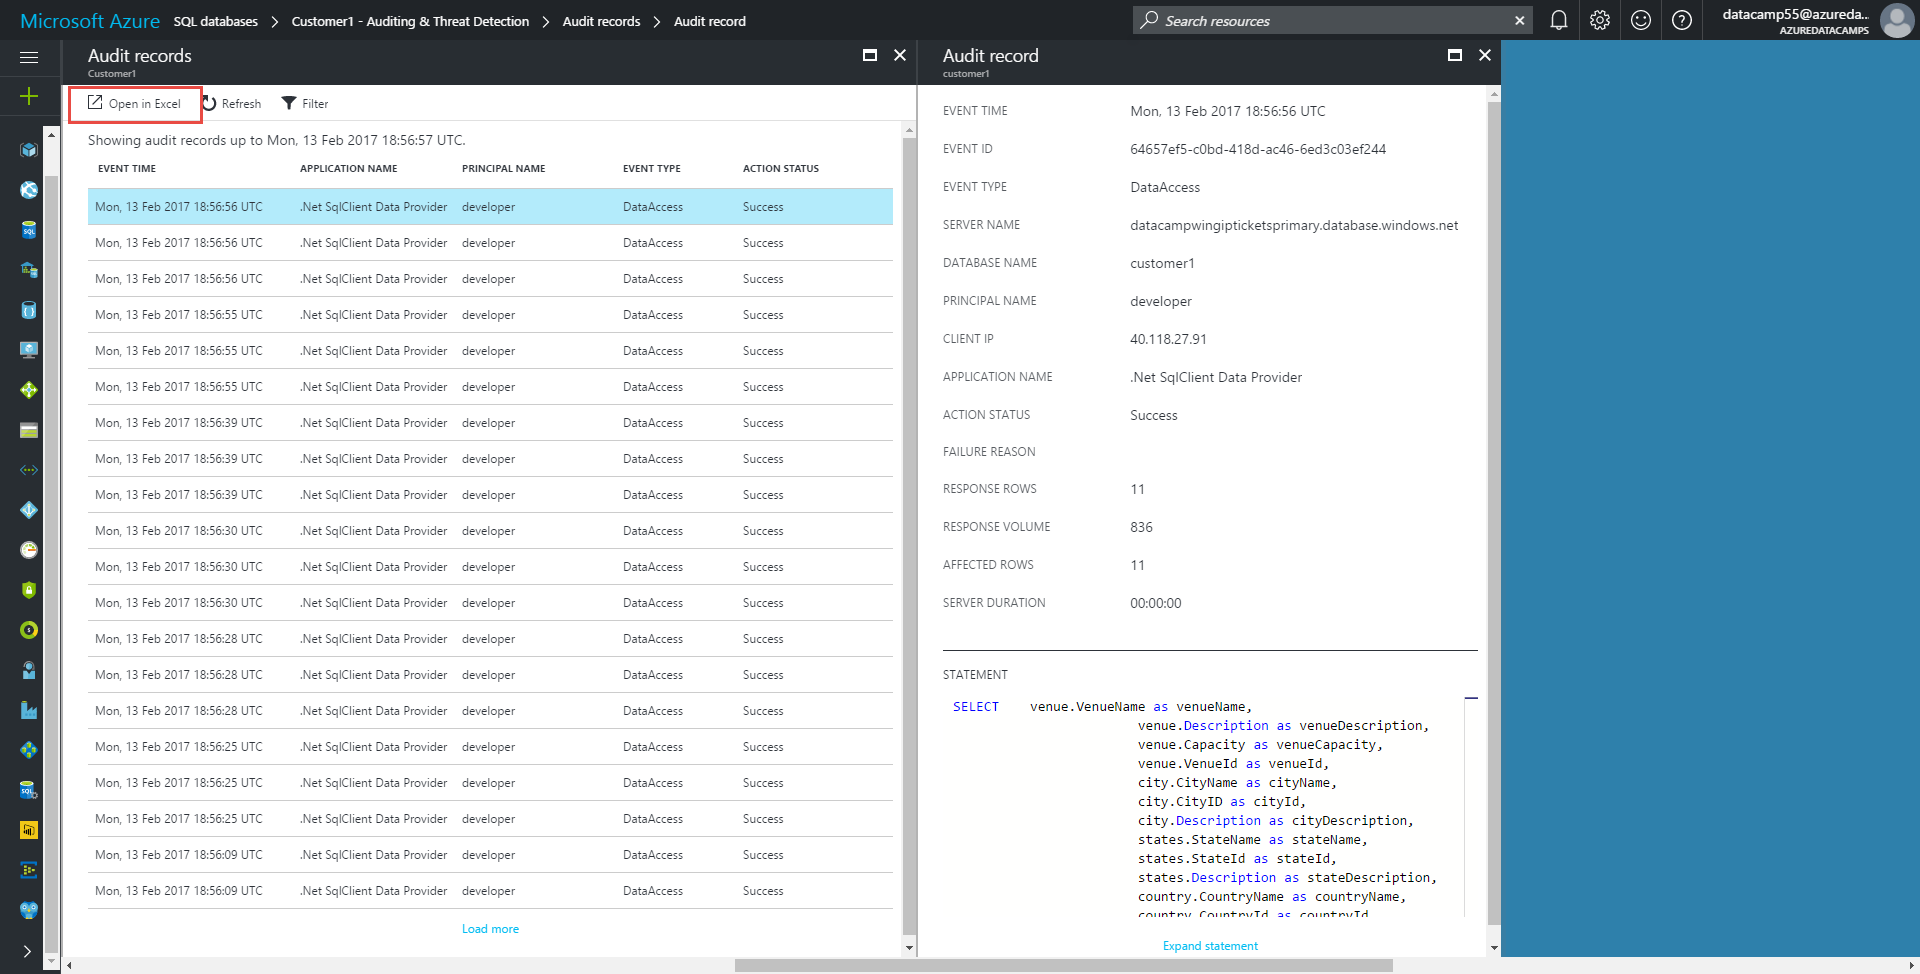 Microsoft Azure SQL databases > Customer1 - Auditing & Threat Detection > Audit records > Audit record
Search resources
datacamp55@azureda...
AZUREDATACAMPS
Audit records
Customer1
Open in Excel Refresh Filter
Showing audit records up to Mon, 13 Feb 2017 18:56:57 UTC.
EVENT TIME APPLICATION NAME PRINCIPAL NAME EVENT TYPE ACTION STATUS
Mon, 13 Feb 2017 18:56:56 UTC .Net SqlClient Data Provider developer DataAccess Success
Mon, 13 Feb 2017 18:56:56 UTC .Net SqlClient Data Provider developer DataAccess Success
Mon, 13 Feb 2017 18:56:56 UTC .Net SqlClient Data Provider developer DataAccess Success
Mon, 13 Feb 2017 18:56:55 UTC .Net SqlClient Data Provider developer DataAccess Success
Mon, 13 Feb 2017 18:56:55 UTC .Net SqlClient Data Provider developer DataAccess Success
Mon, 13 Feb 2017 18:56:55 UTC .Net SqlClient Data Provider developer DataAccess Success
Mon, 13 Feb 2017 18:56:39 UTC .Net SqlClient Data Provider developer DataAccess Success
Mon, 13 Feb 2017 18:56:39 UTC .Net SqlClient Data Provider developer DataAccess Success
Mon, 13 Feb 2017 18:56:39 UTC .Net SqlClient Data Provider developer DataAccess Success
Mon, 13 Feb 2017 18:56:30 UTC .Net SqlClient Data Provider developer DataAccess Success
Mon, 13 Feb 2017 18:56:30 UTC .Net SqlClient Data Provider developer DataAccess Success
Mon, 13 Feb 2017 18:56:30 UTC .Net SqlClient Data Provider developer DataAccess Success
Mon, 13 Feb 2017 18:56:28 UTC .Net SqlClient Data Provider developer DataAccess Success
Mon, 13 Feb 2017 18:56:28 UTC .Net SqlClient Data Provider developer DataAccess Success
Mon, 13 Feb 2017 18:56:28 UTC .Net SqlClient Data Provider developer DataAccess Success
Mon, 13 Feb 2017 18:56:25 UTC .Net SqlClient Data Provider developer DataAccess Success
Mon, 13 Feb 2017 18:56:25 UTC .Net SqlClient Data Provider developer DataAccess Success
Mon, 13 Feb 2017 18:56:25 UTC .Net SqlClient Data Provider developer DataAccess Success
Mon, 13 Feb 2017 18:56:09 UTC .Net SqlClient Data Provider developer DataAccess Success
Mon, 13 Feb 2017 18:56:09 UTC .Net SqlClient Data Provider developer DataAccess Success
Load more
Audit record
customer1
EVENT TIME Mon, 13 Feb 2017 18:56:56 UTC
EVENT ID 64657ef5-c0bd-418d-ac46-6ed3c03ef244
EVENT TYPE DataAccess
SERVER NAME datacampwingipticketsprimary.database.windows.net
DATABASE NAME customer1
PRINCIPAL NAME developer
CLIENT IP 40.118.27.91
APPLICATION NAME .Net SqlClient Data Provider
ACTION STATUS Success
FAILURE REASON
RESPONSE ROWS 11
RESPONSE VOLUME 836
AFFECTED ROWS 11
SERVER DURATION 00:00:00
STATEMENT
SELECT venue.VenueName as venueName,
venue.Description as venueDescription,
venue.Capacity as venueCapacity,
venue.VenueId as venueId,
city.CityName as cityName,
city.CityID as cityId,
city.Description as cityDescription,
states.StateName as stateName,
states.StateId as stateId,
states.Description as stateDescription,
country.CountryName as countryName,
country.CountryId as countryId
Expand statement